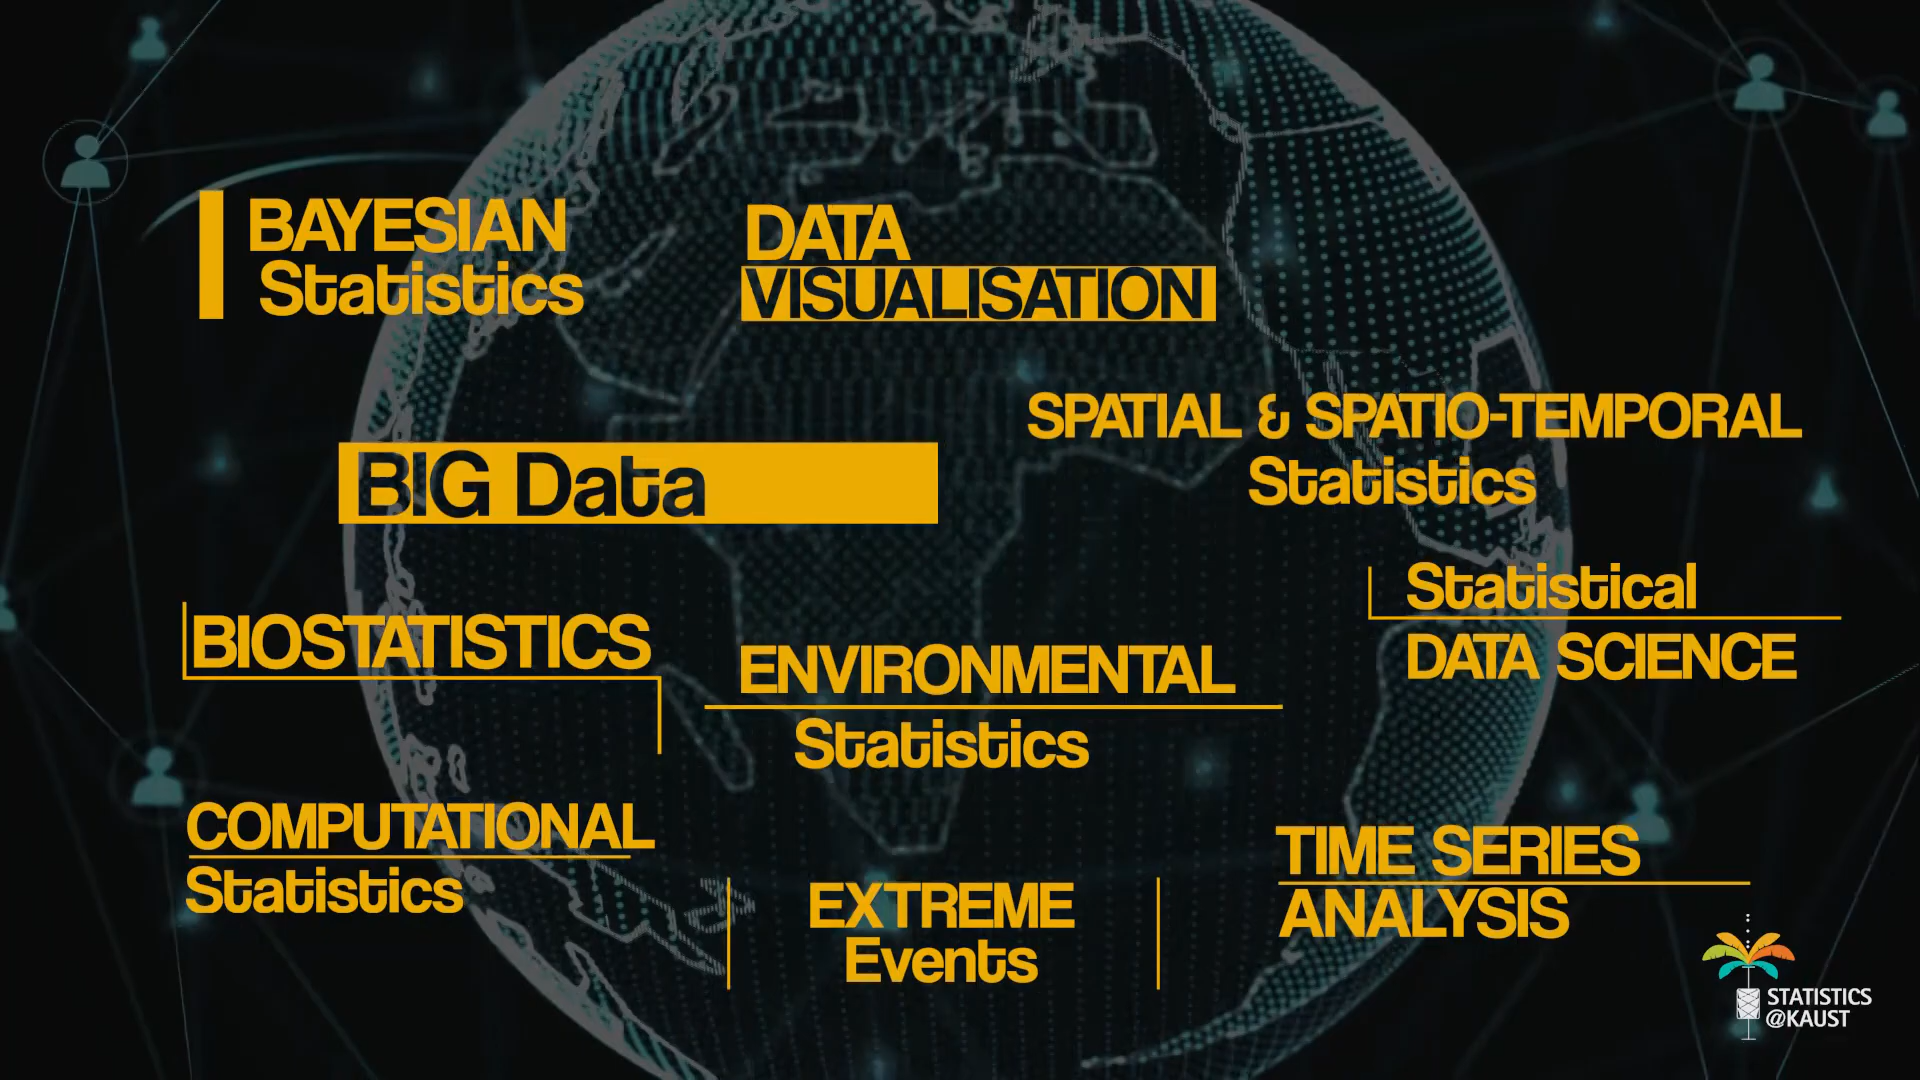 BAYESIAN
Statistics
DATA
VISUALISATION
SPATIAL & SPATIO-TEMPORAL
Statistics
BIG Data
Statistical
DATA SCIENCE
BIOSTATISTICS
ENVIRONMENTAL
Statistics
COMPUTATIONAL
Statistics
EXTREME
Events
TIME SERIES
ANALYSIS
STATISTICS
@KAUST